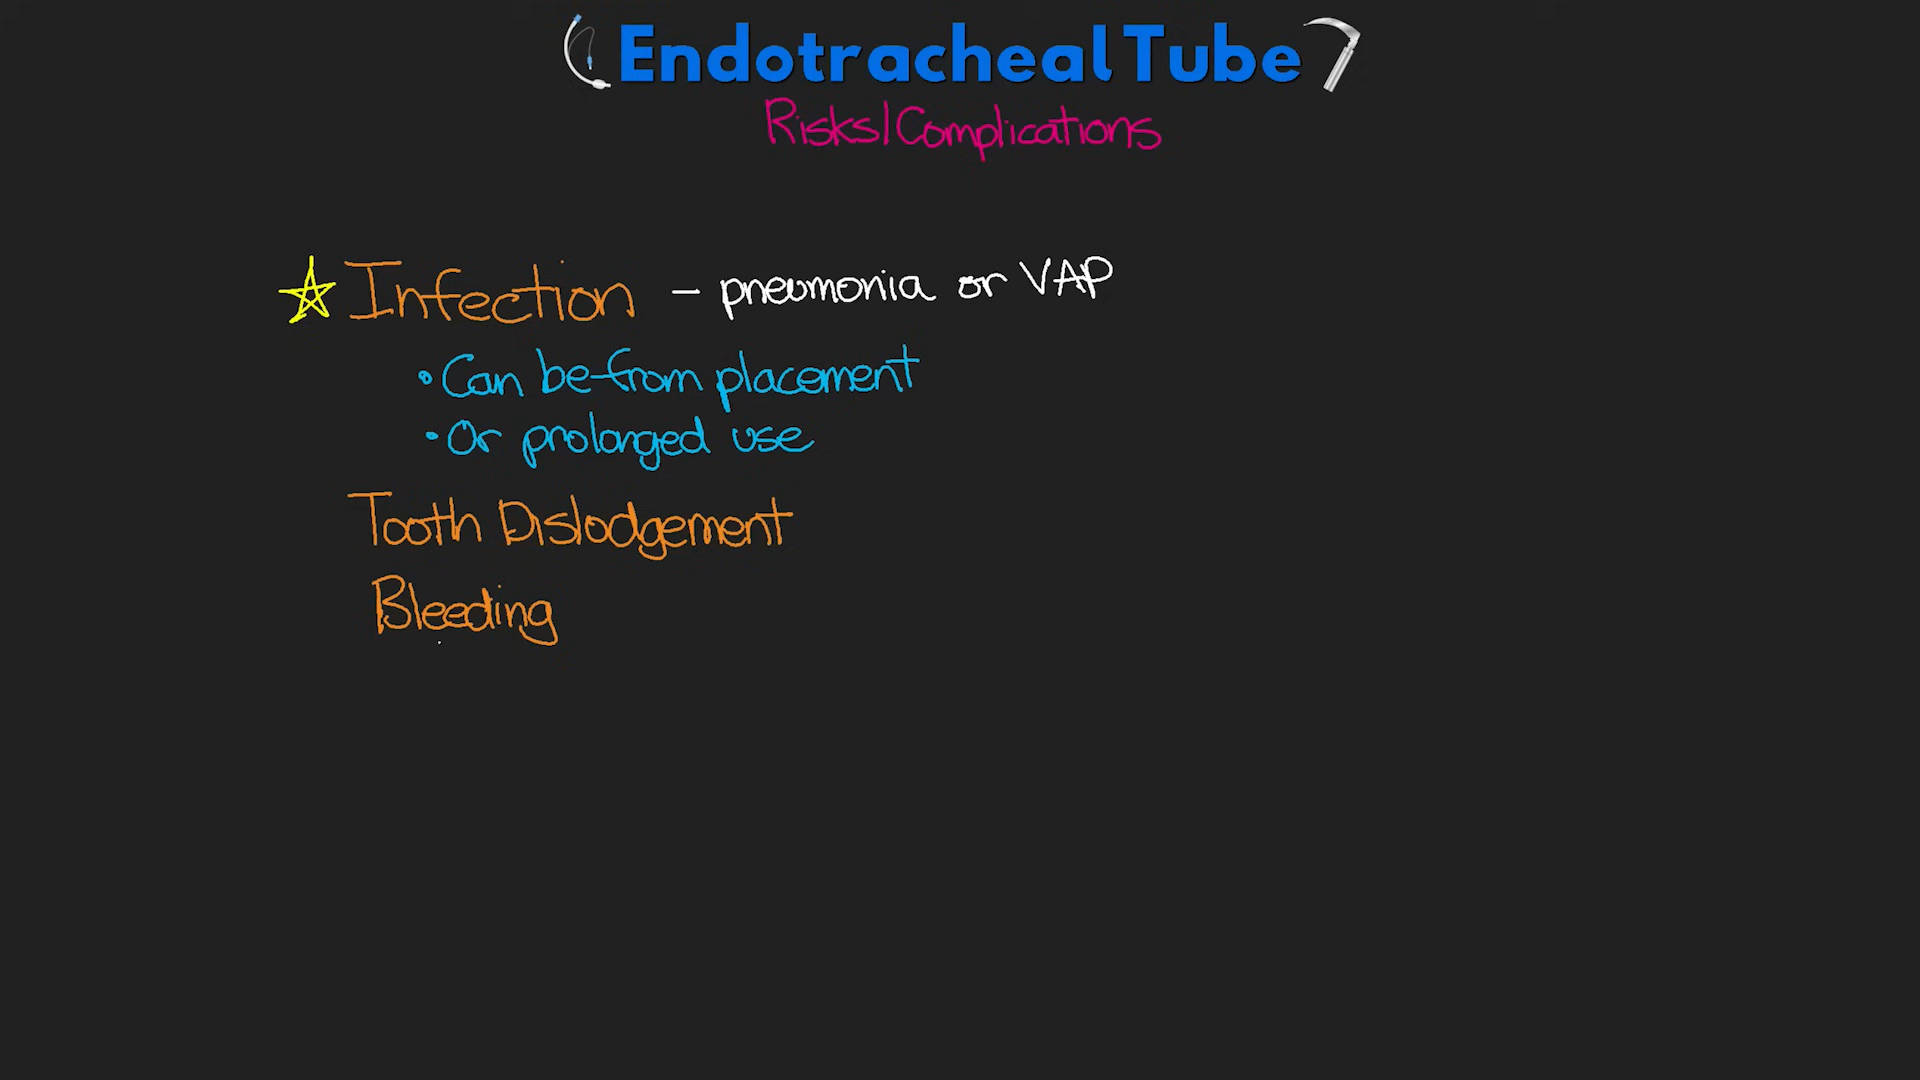 Endotracheal Tube
Risks/Complications
Infection - pneumonia or VAP
• Can be from placement
• Or prolonged use
Tooth Dislodgement
Bleeding